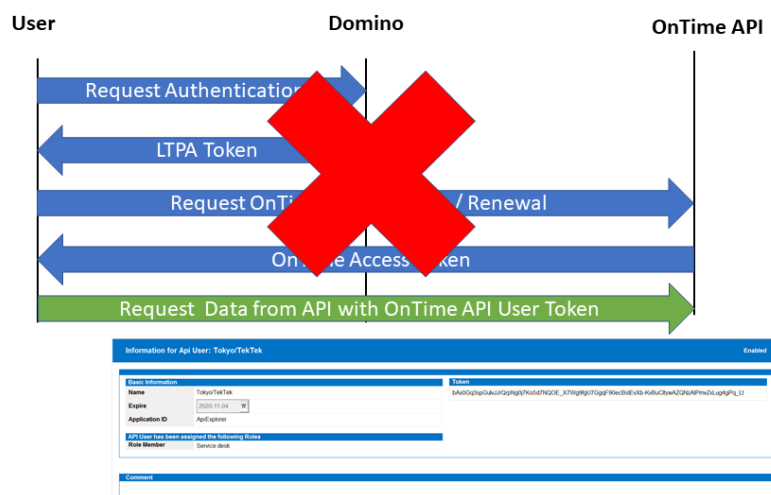 User
Domino
OnTime API
Request Authentication
LTPA Token
Request OnTi / Renewal
On e Access ken
Request Data from API with OnTime API User Token
Information for Api User: Tokyo/TekTek
Enabled
Basic Information
Name Tokyo/TekTek
Expire 2020-11-04
Application ID ApiExplorer
API User has been assigned the following Roles
Role Member Service desk
Token
Comment